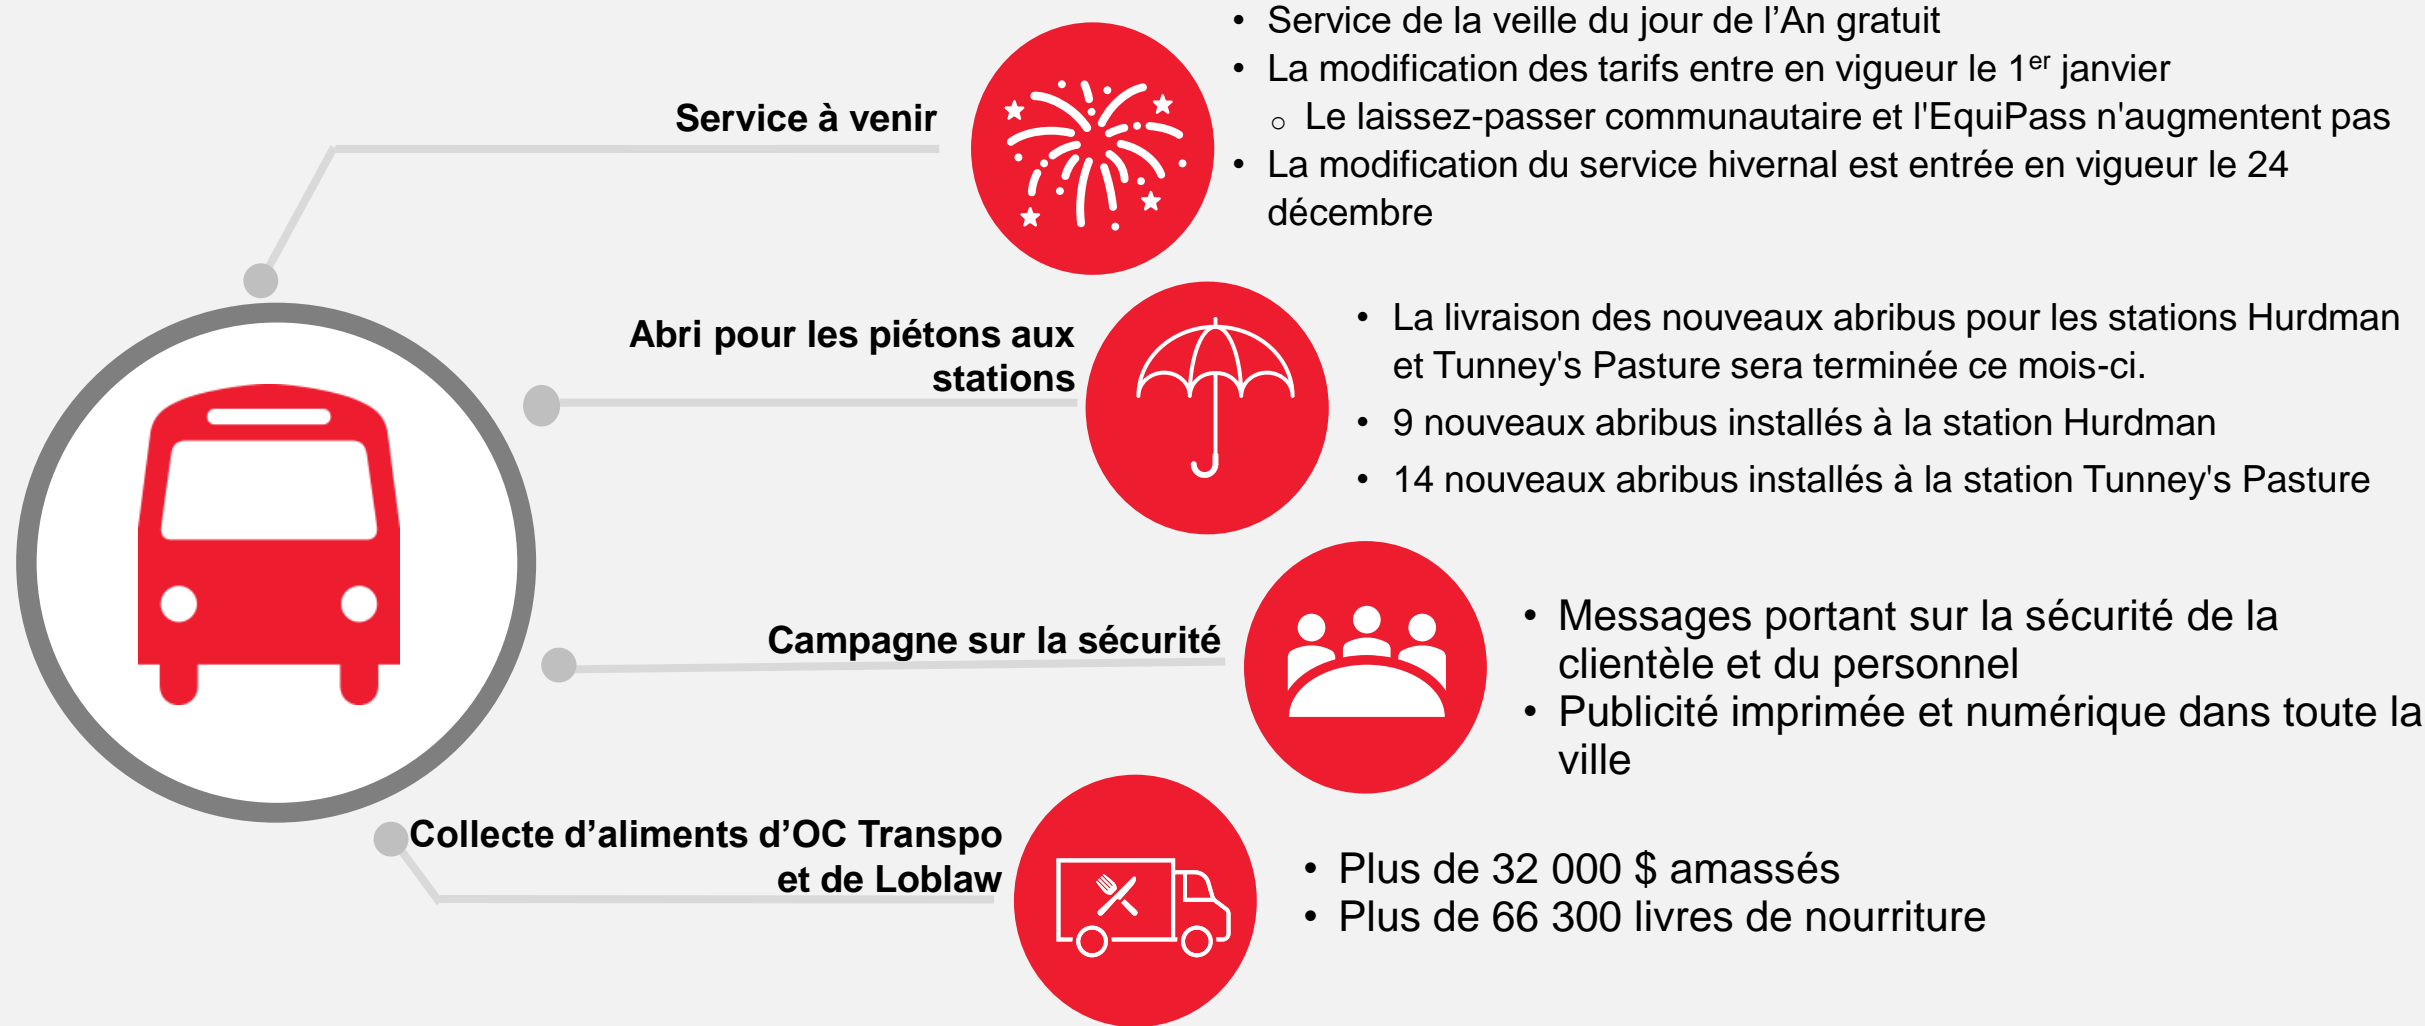 Service à venir
• Service de la veille du jour de l’An gratuit
• La modification des tarifs entre en vigueur le 1er janvier
○ Le laissez-passer communautaire et l'EquiPass n'augmentent pas
• La modification du service hivernal est entrée en vigueur le 24
décembre
Abri pour les piétons aux
stations
• La livraison des nouveaux abribus pour les stations Hurdman
et Tunney's Pasture sera terminée ce mois-ci.
• 9 nouveaux abribus installés à la station Hurdman
• 14 nouveaux abribus installés à la station Tunney's Pasture
Campagne sur la sécurité
• Messages portant sur la sécurité de la
clientèle et du personnel
• Publicité imprimée et numérique dans toute la
ville
Collecte d’aliments d’OC Transpo
et de Loblaw
• Plus de 32 000 $ amassés
• Plus de 66 300 livres de nourriture